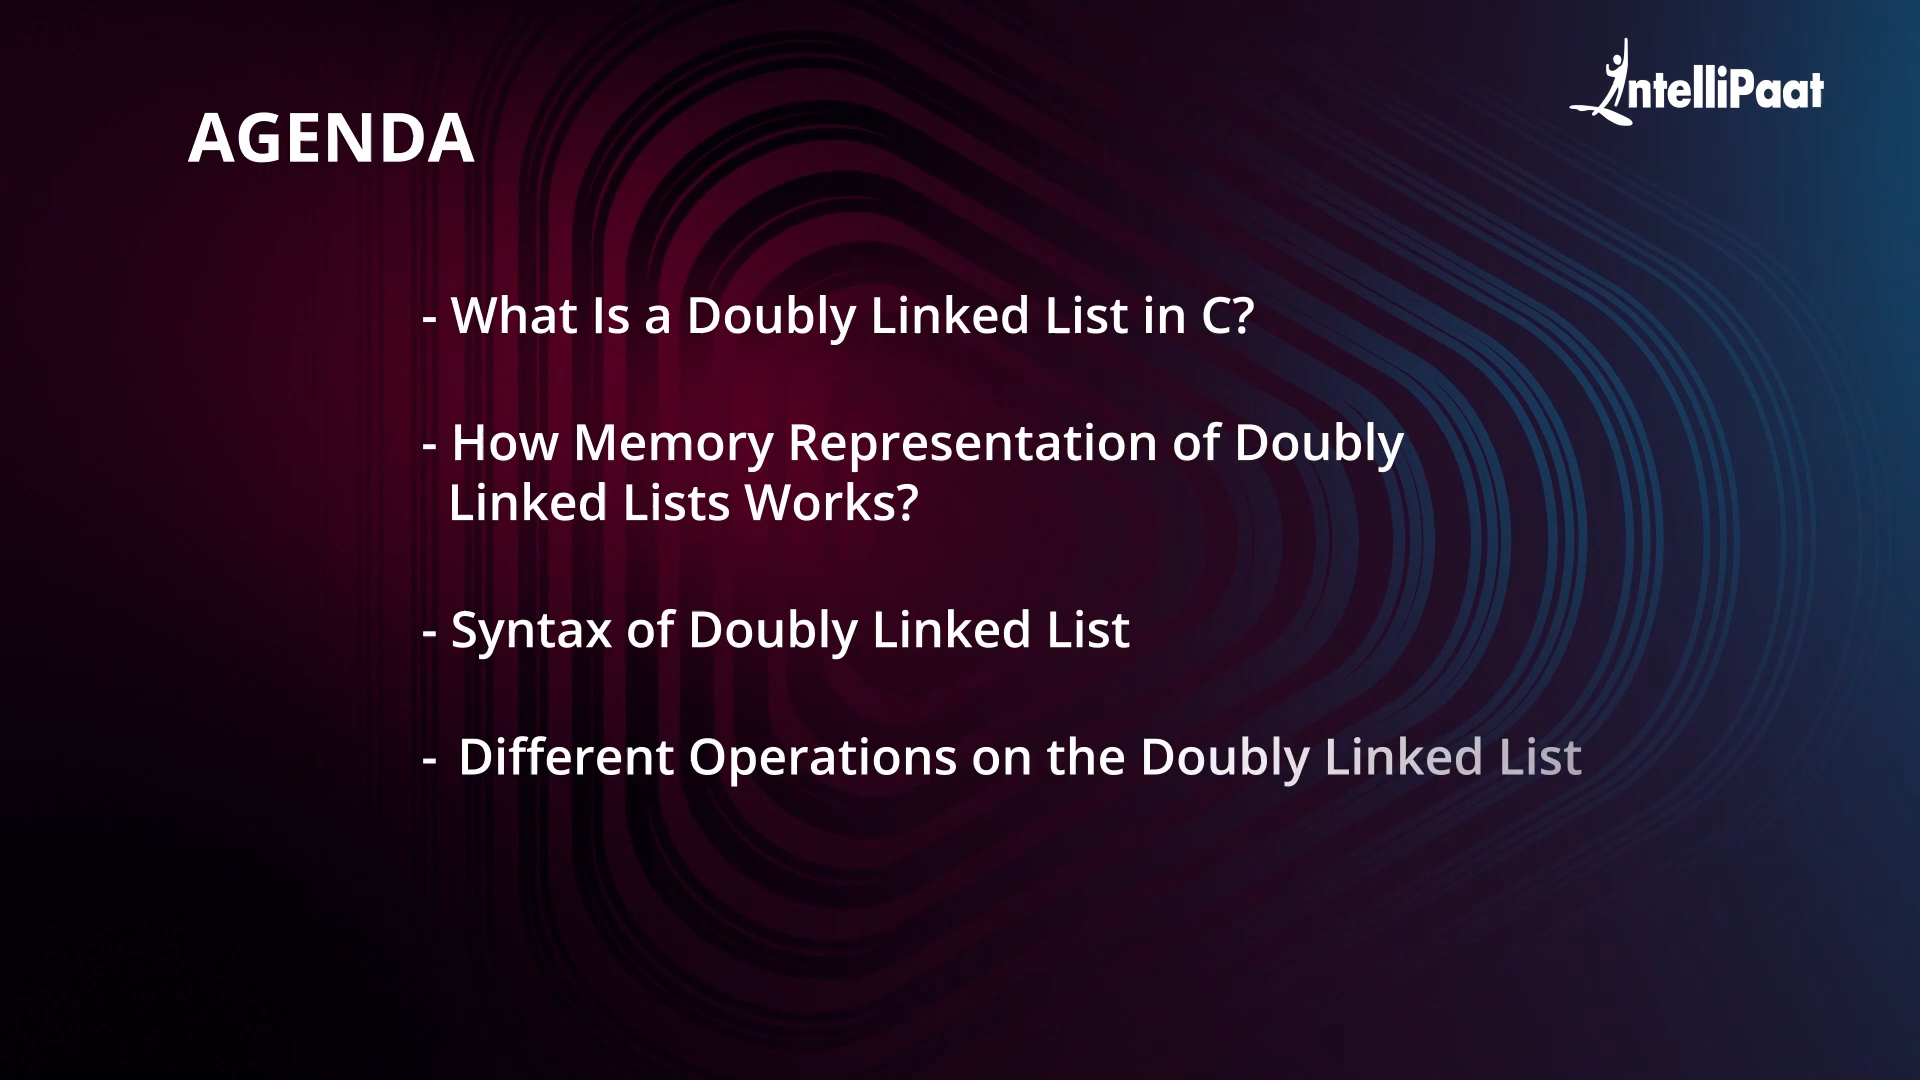 IntelliPaat
AGENDA
- What Is a Doubly Linked List in C?
- How Memory Representation of Doubly
Linked Lists Works?
- Syntax of Doubly Linked List
- Different Operations on the Doubly Linked List